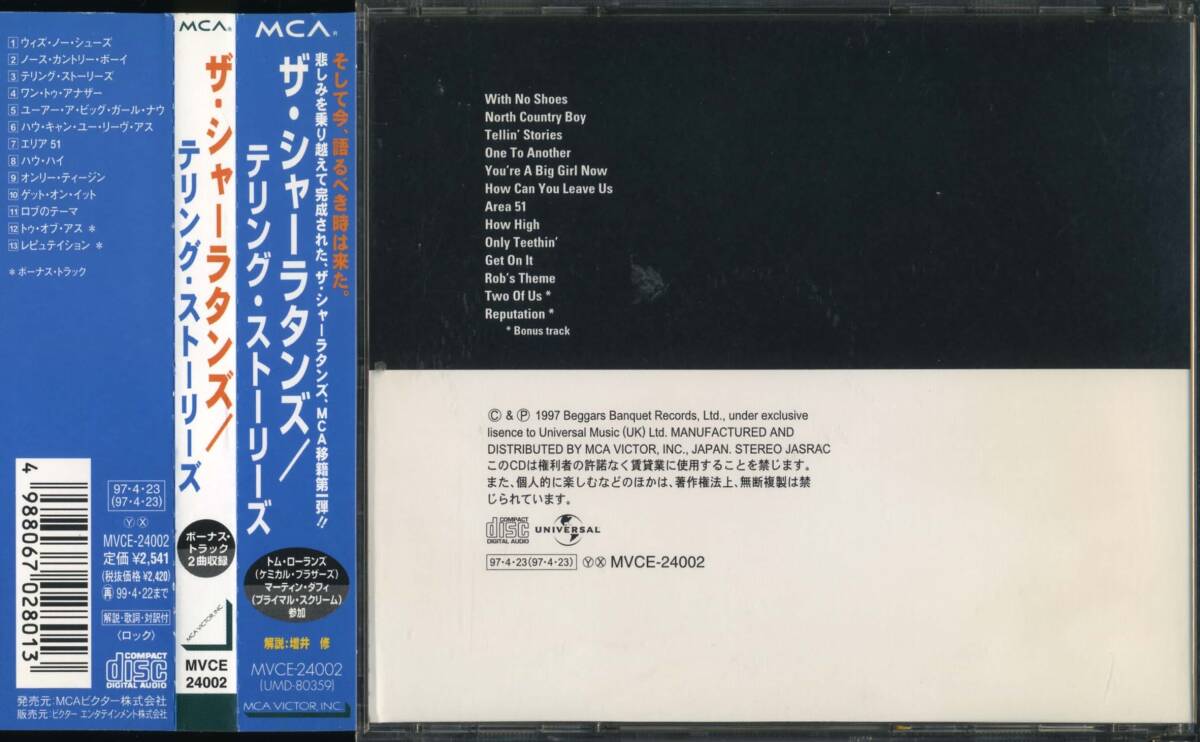 1 ウィズ・ノー・シューズ
2 ノース・カントリー・ボーイ
3 テリング・ストーリーズ
4 ワン・トゥ・アナザー
5 ユーアー・ア・ビッグ・ガール・ナウ
6 ハウ・キャン・ユー・リーヴ・アス
7 エリア 51
8 ハウ・ハイ
9 オンリー・ティージン
10 ゲット・オン・イット
11 ロブのテーマ
12 トゥ・オブ・アス *
13 レピュテイション *
* ボーナス・トラック
4 988067 028013
97・4・23
(97・4・23)
Ⓨ Ⓧ
MVCE-24002
定価 ¥2,541
(税抜価格 ¥2,420)
再 99・4・22まで
解説・歌詞・対訳付
〈ロック〉
COMPACT
disc
DIGITAL AUDIO
発売元:MCAビクター株式会社
販売元:ビクター エンタテインメント株式会社
MCA®
ザ・シャーラタンズ/
テリング・ストーリーズ
ボーナス・
トラック
2曲収録
MCA VICTOR, INC.
MVCE
24002
MCA®
そして今、語るべき時は来た。
悲しみを乗り越えて完成された、ザ・シャーラタンズ、MCA移籍第一弾!!
ザ・シャーラタンズ/
テリング・ストーリーズ
トム・ローランズ
(ケミカル・ブラザーズ)
マーティン・ダフィ
(プライマル・スクリーム)
参加
解説:増井 修
MVCE-24002
(UMD-80359)
MCA VICTOR, INC.
With No Shoes
North Country Boy
Tellin' Stories
One To Another
You're A Big Girl Now
How Can You Leave Us
Area 51
How High
Only Teethin'
Get On It
Rob's Theme
Two Of Us *
Reputation *
* Bonus track
© & ℗ 1997 Beggars Banquet Records, Ltd., under exclusive
lisence to Universal Music (UK) Ltd. MANUFACTURED AND
DISTRIBUTED BY MCA VICTOR, INC., JAPAN. STEREO JASRAC
このCDは権利者の許諾なく賃貸業に使用することを禁じます。
また、個人的に楽しむなどのほかは、著作権法上、無断複製は禁
じられています。
COMPACT
disc
DIGITAL AUDIO
UNIVERSAL
97・4・23(97・4・23) Ⓨ Ⓧ MVCE-24002